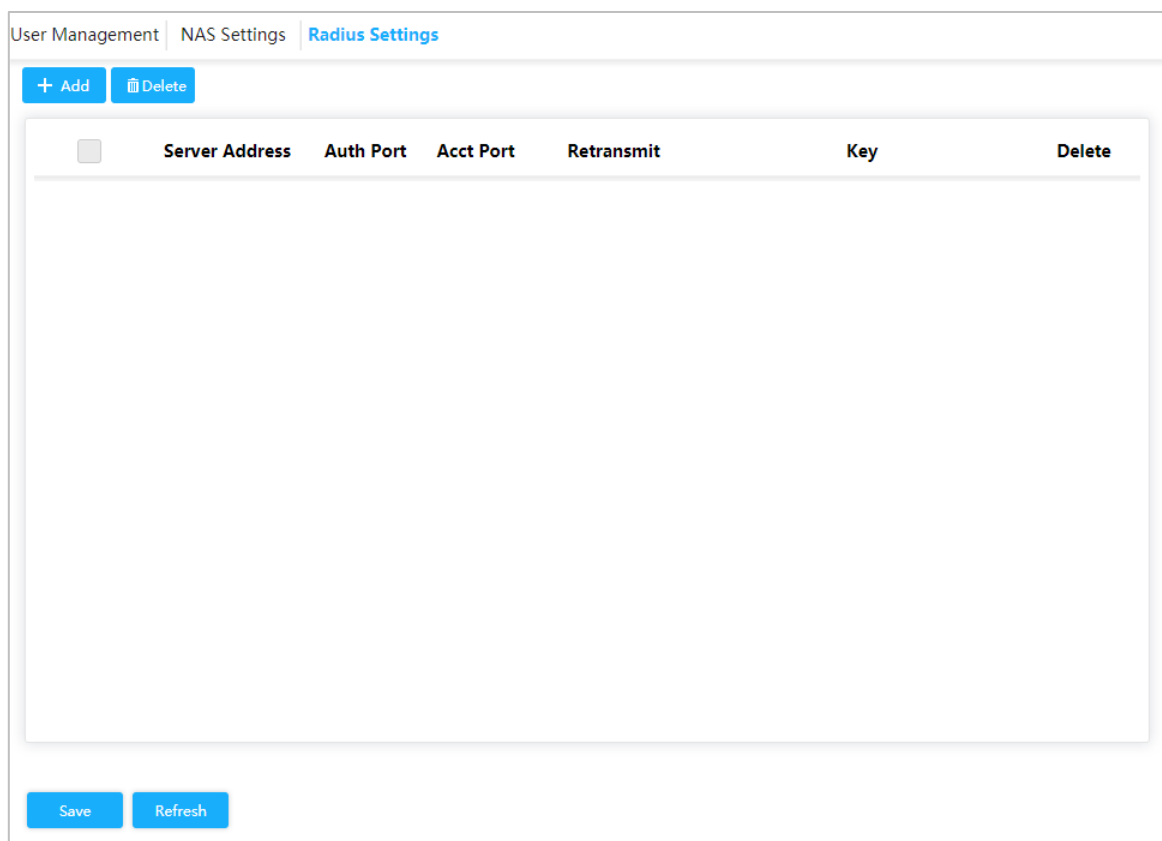 User Management NAS Settings Radius Settings
+ Add Delete
Server Address Auth Port Acct Port Retransmit Key Delete
Save Refresh